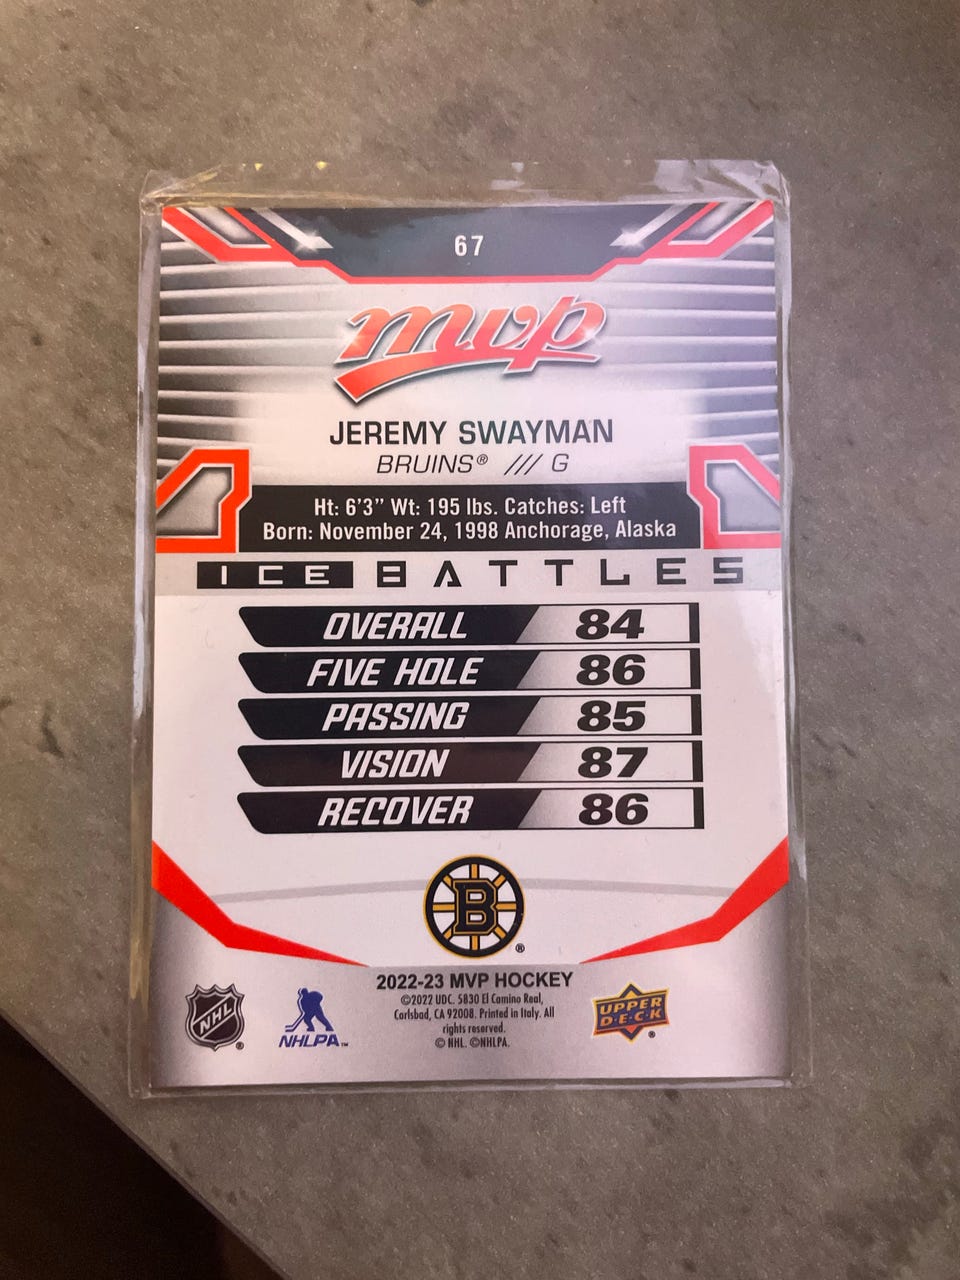 67
mvp
JEREMY SWAYMAN
BRUINS® /// G
Ht: 6'3" Wt: 195 lbs. Catches: Left
Born: November 24, 1998 Anchorage, Alaska
ICE BATTLES
OVERALL 84
FIVE HOLE 86
PASSING 85
VISION 87
RECOVER 86
B ®
2022-23 MVP HOCKEY
©2022 UDC. 5830 El Camino Real,
Carlsbad, CA 92008. Printed in Italy. All
rights reserved.
© NHL. ©NHLPA.
NHL ®
NHLPA™
UPPER
D·E·C·K ®